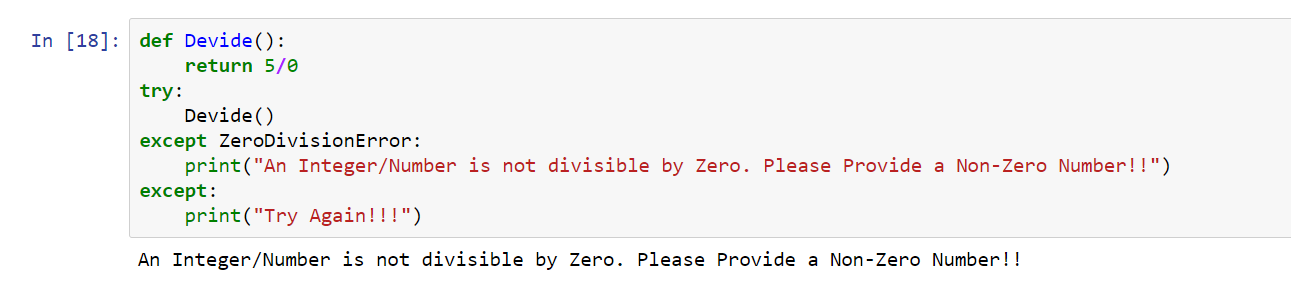 In [18]: def Devide():
    return 5/0
try:
    Devide()
except ZeroDivisionError:
    print("An Integer/Number is not divisible by Zero. Please Provide a Non-Zero Number!!")
except:
    print("Try Again!!!")
An Integer/Number is not divisible by Zero. Please Provide a Non-Zero Number!!